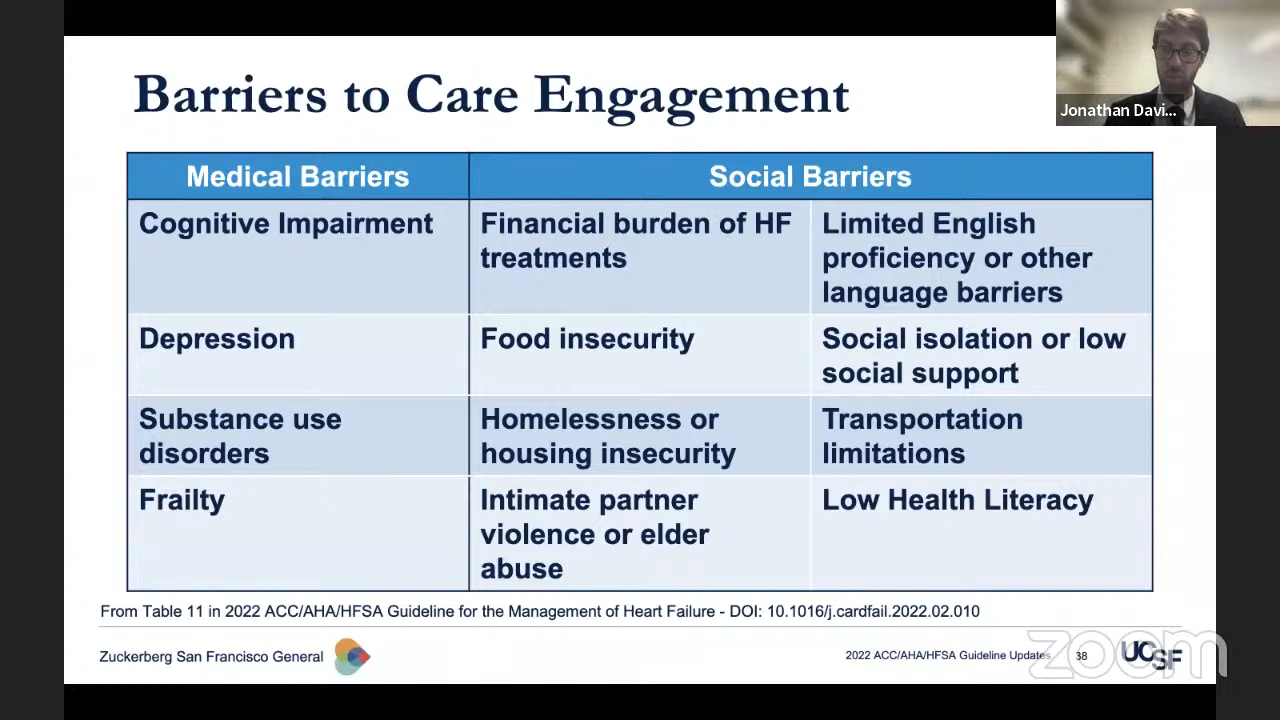 Barriers to Care Engagement
Jonathan Davi...
Medical Barriers
Social Barriers
Cognitive Impairment
Financial burden of HF
treatments
Limited English
proficiency or other
language barriers
Depression
Food insecurity
Social isolation or low
social support
Substance use
disorders
Homelessness or
housing insecurity
Transportation
limitations
Frailty
Intimate partner
violence or elder
abuse
Low Health Literacy
From Table 11 in 2022 ACC/AHA/HFSA Guideline for the Management of Heart Failure - DOI: 10.1016/j.cardfail.2022.02.010
Zuckerberg San Francisco General
2022 ACC/AHA/HFSA Guideline Updates
38
UCSF
zoom